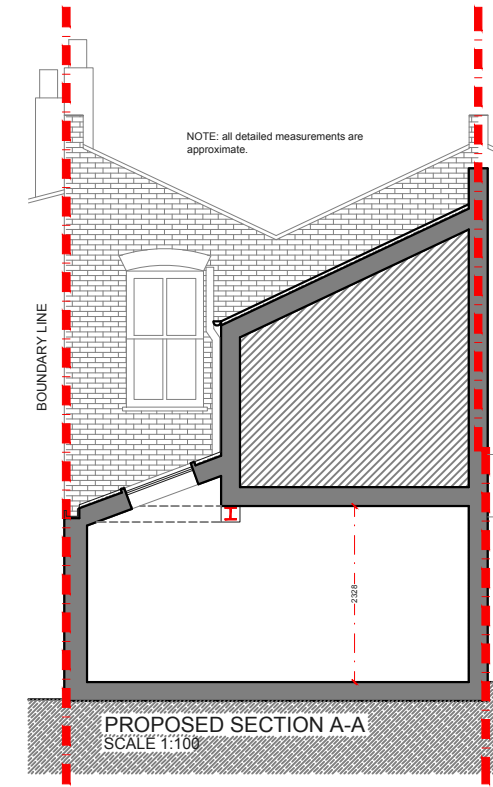 NOTE: all detailed measurements are
approximate.
BOUNDARY LINE
2328
PROPOSED SECTION A-A
SCALE 1:100